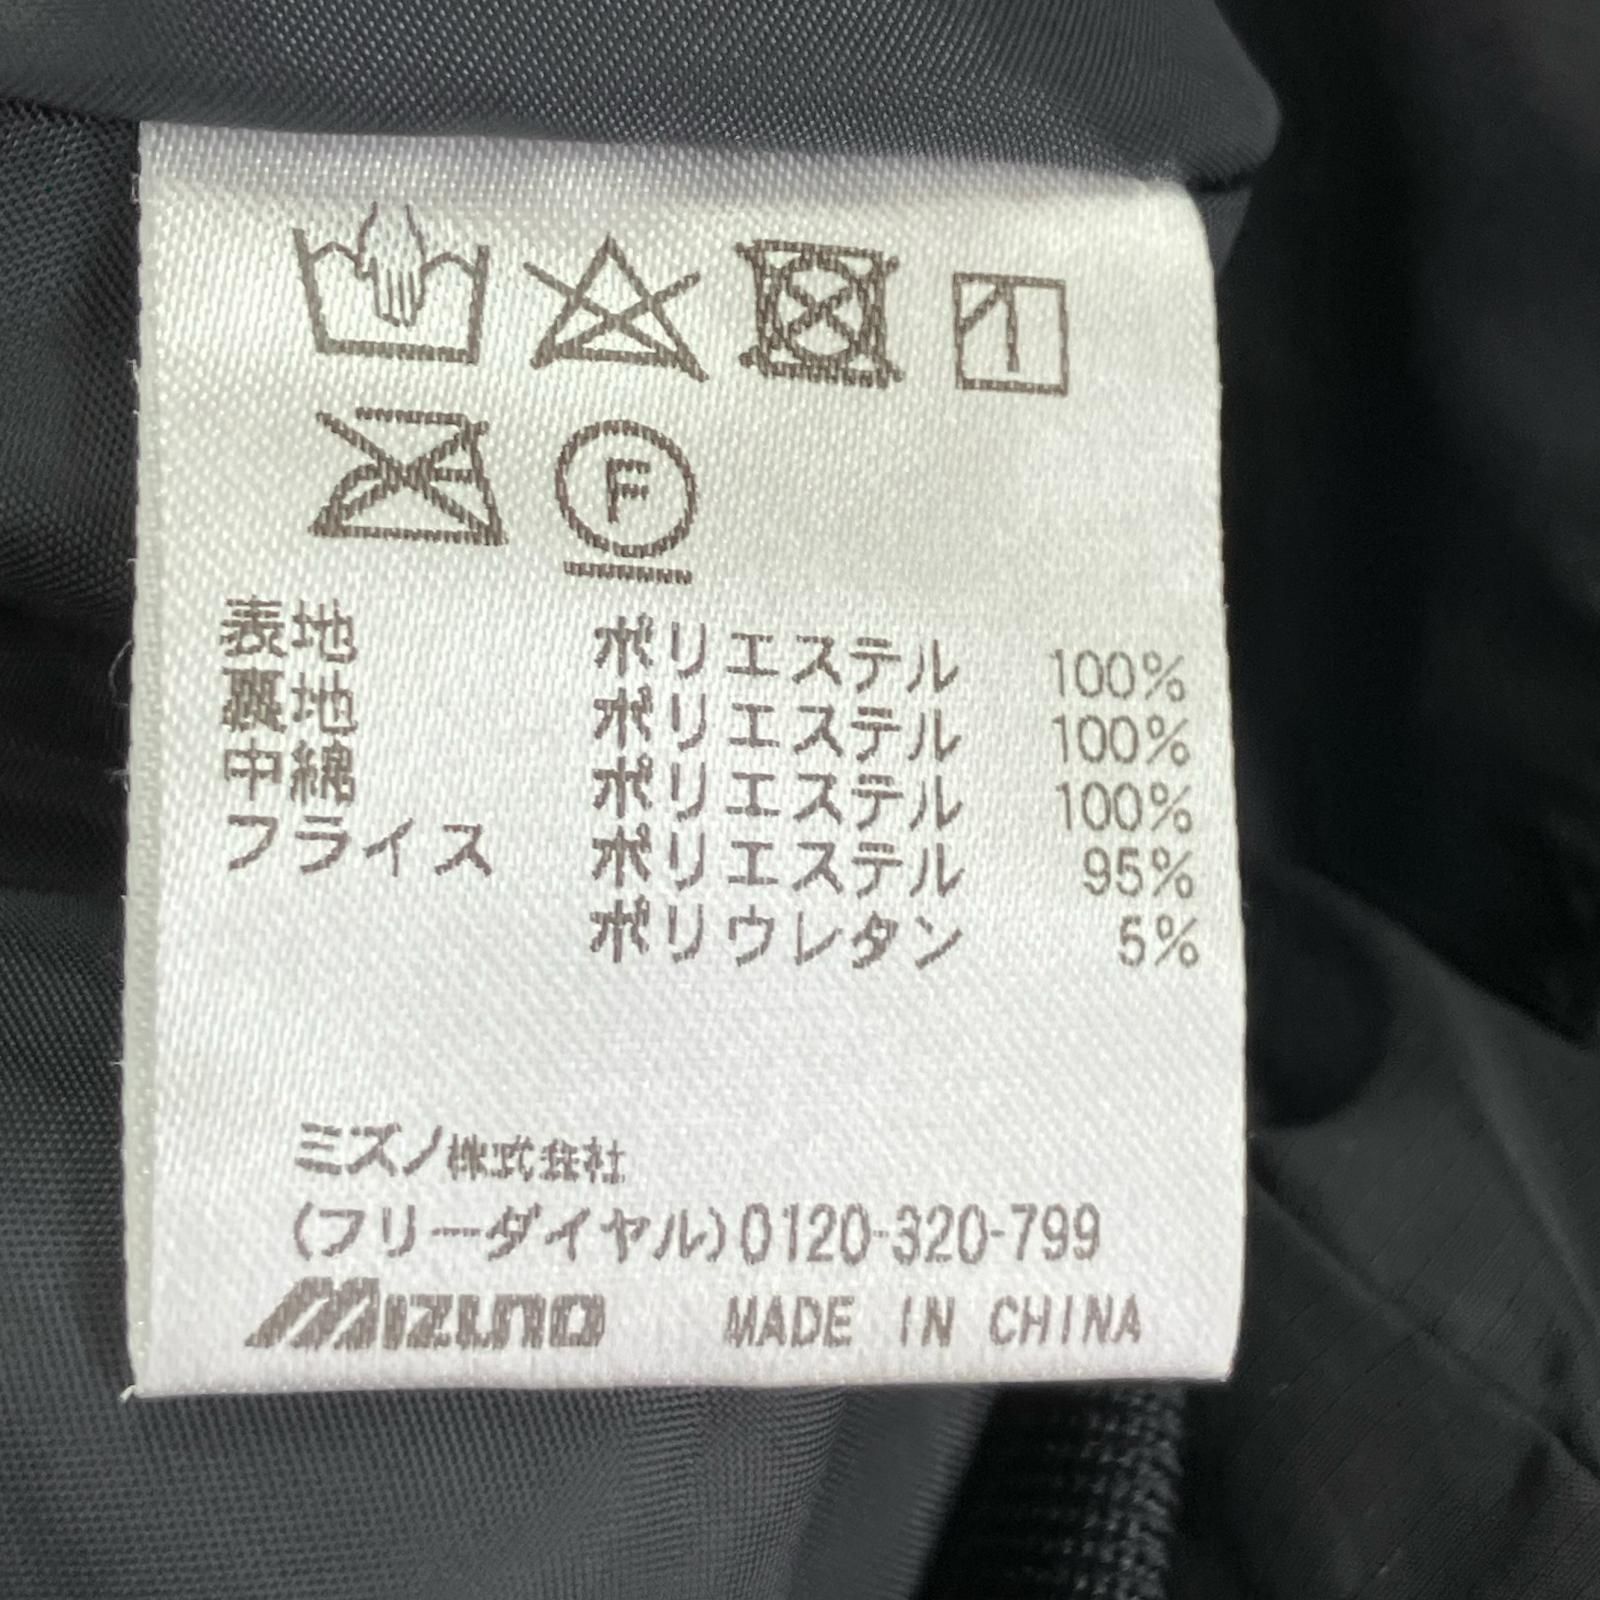 F
表地 ポリエステル 100%
裏地 ポリエステル 100%
中綿 ポリエステル 100%
フライス ポリエステル 95%
ポリウレタン 5%
ミズノ株式会社
(フリーダイヤル)0120-320-799
MIZUNO MADE IN CHINA